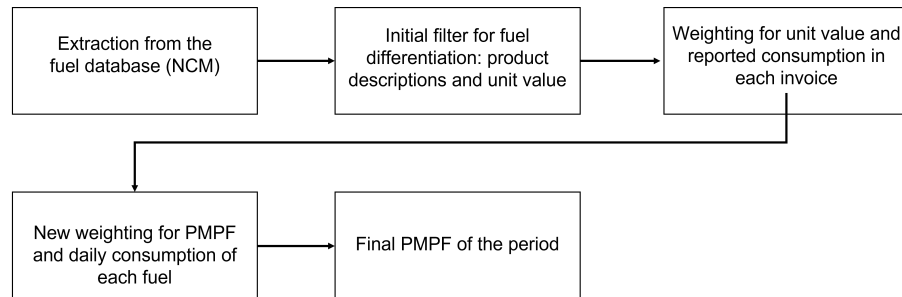 Extraction from the
fuel database (NCM)
Initial filter for fuel
differentiation: product
descriptions and unit value
Weighting for unit value and
reported consumption in
each invoice
New weighting for PMPF
and daily consumption of
each fuel
Final PMPF of the period